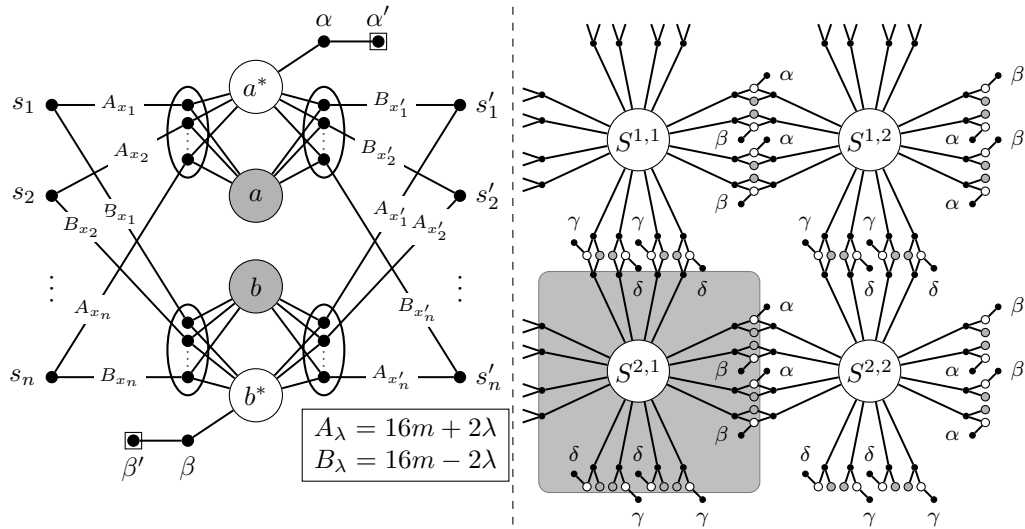 α α′
a*
s₁ A_{x₁} B_{x′₁} s′₁
A_{x₂} B_{x′₂}
s₂ B_{x₁} a A_{x′₁} A_{x′₂} s′₂
B_{x₂}
⋮ b ⋮
A_{xₙ} B_{x′ₙ}
sₙ B_{xₙ} b* A_{x′ₙ} s′ₙ
β′ β
A_λ = 16m + 2λ
B_λ = 16m − 2λ
α β
S^{1,1} β α S^{1,2} α β
β α
γ γ γ γ
δ δ δ δ
α β
S^{2,1} β α S^{2,2} α β
β α
δ δ δ δ
γ γ γ γ